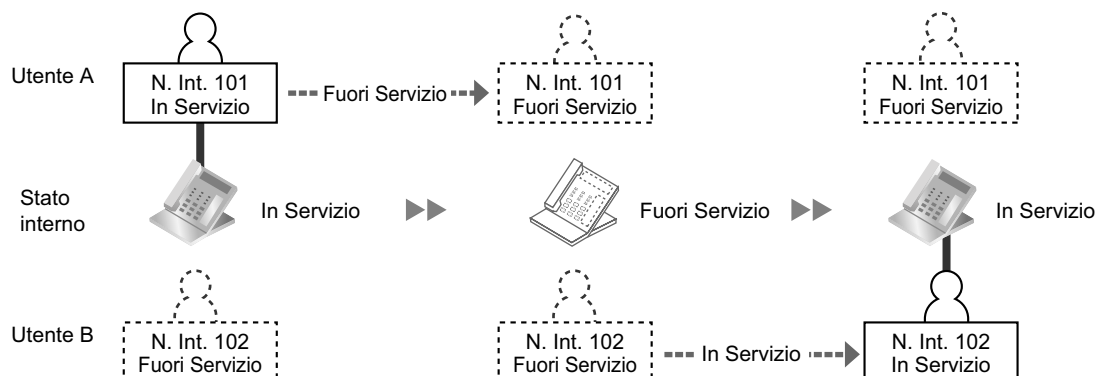 Utente A
N. Int. 101
In Servizio
Fuori Servizio
N. Int. 101
Fuori Servizio
N. Int. 101
Fuori Servizio
Stato
interno
In Servizio
Fuori Servizio
In Servizio
Utente B
N. Int. 102
Fuori Servizio
N. Int. 102
Fuori Servizio
In Servizio
N. Int. 102
In Servizio